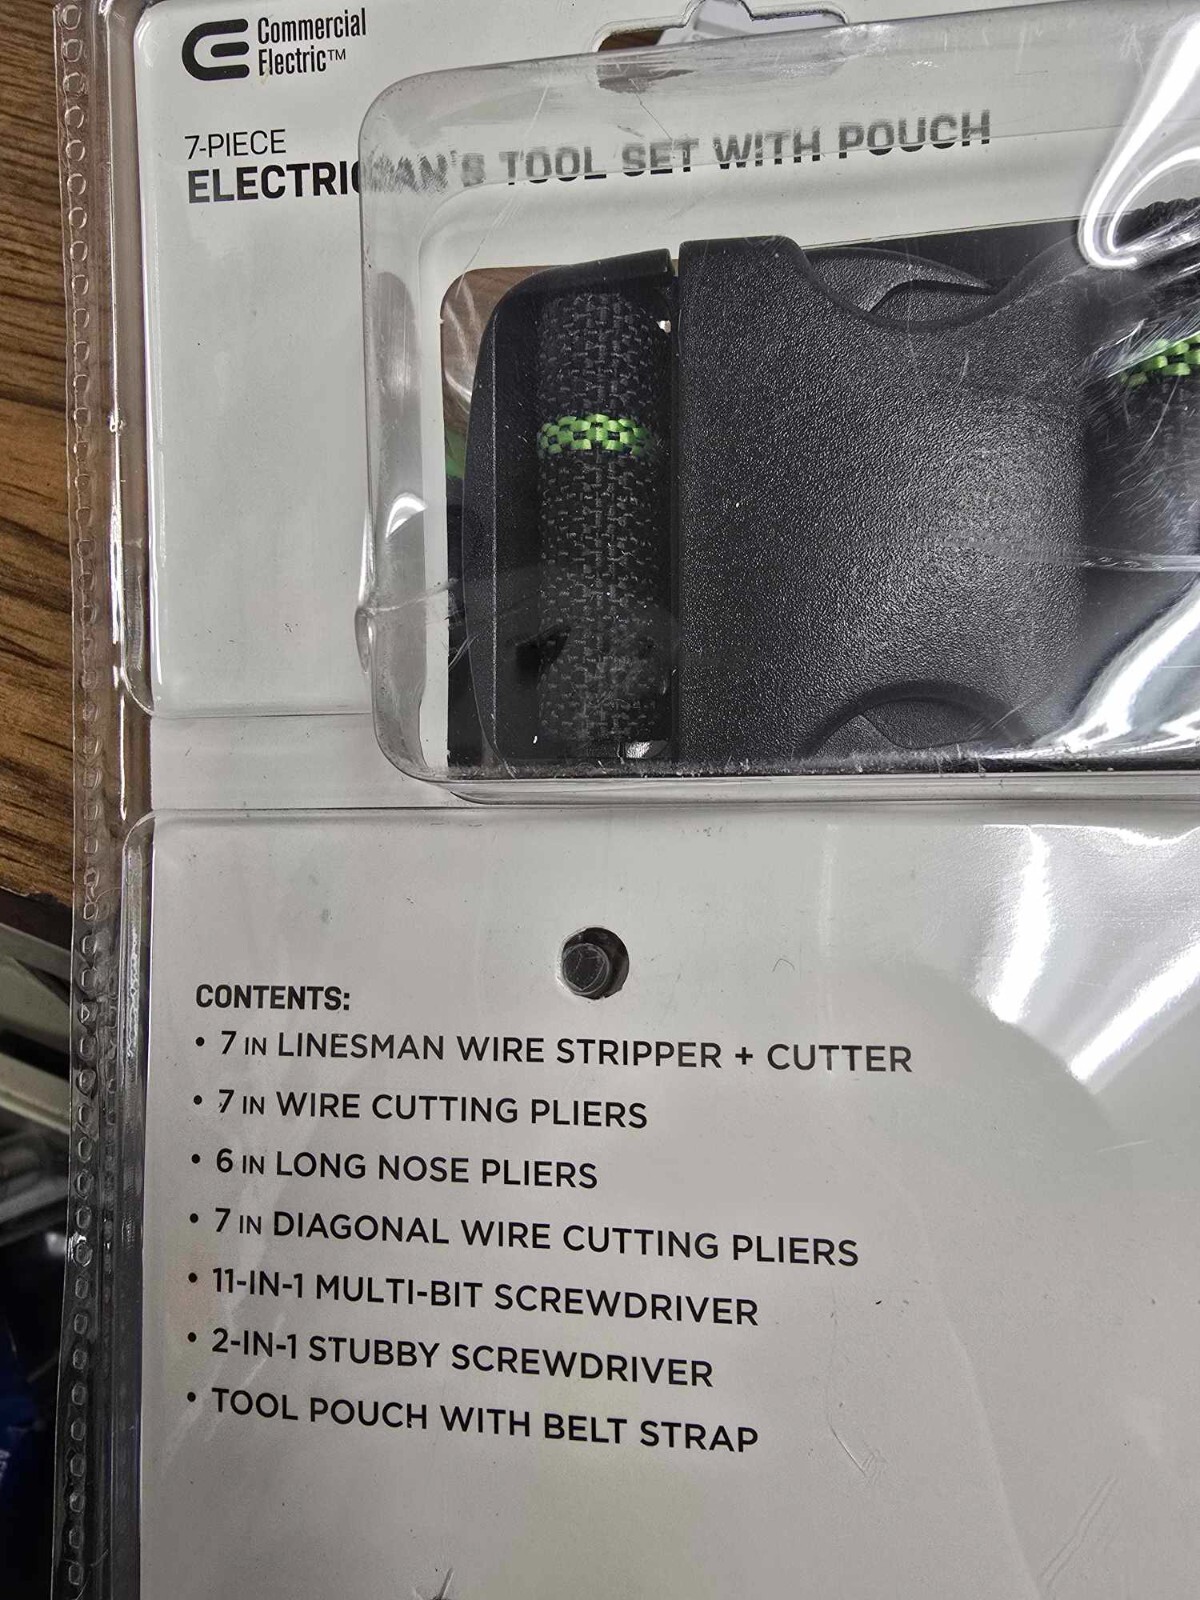 Commercial
Electric™
7-PIECE
ELECTRICIAN'S TOOL SET WITH POUCH
CONTENTS:
• 7 IN LINESMAN WIRE STRIPPER + CUTTER
• 7 IN WIRE CUTTING PLIERS
• 6 IN LONG NOSE PLIERS
• 7 IN DIAGONAL WIRE CUTTING PLIERS
• 11-IN-1 MULTI-BIT SCREWDRIVER
• 2-IN-1 STUBBY SCREWDRIVER
• TOOL POUCH WITH BELT STRAP